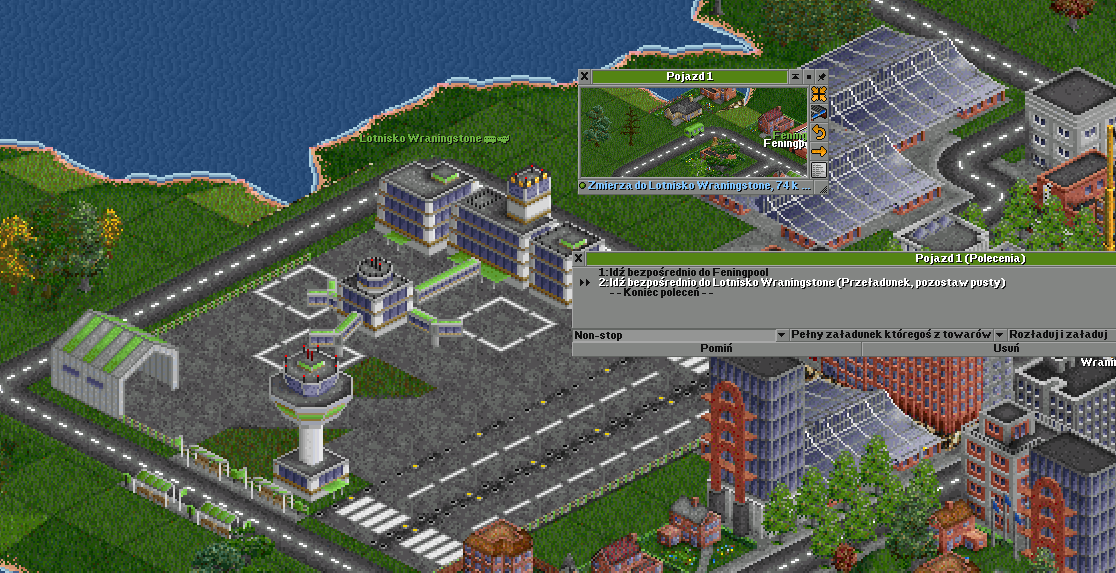 Pojazd 1
Lotnisko Wraningstone
Feningp
Zmierza do Lotnisko Wraningstone, 74 k ...
Pojazd 1 (Polecenia)
1: Idź bezpośrednio do Feningpool
2: Idź bezpośrednio do Lotnisko Wraningstone (Przeładunek, pozostaw pusty)
- - Koniec poleceń - -
Non-stop
Pełny załadunek któregoś z towarów
Rozładuj i załaduj
Pomiń
Usuń